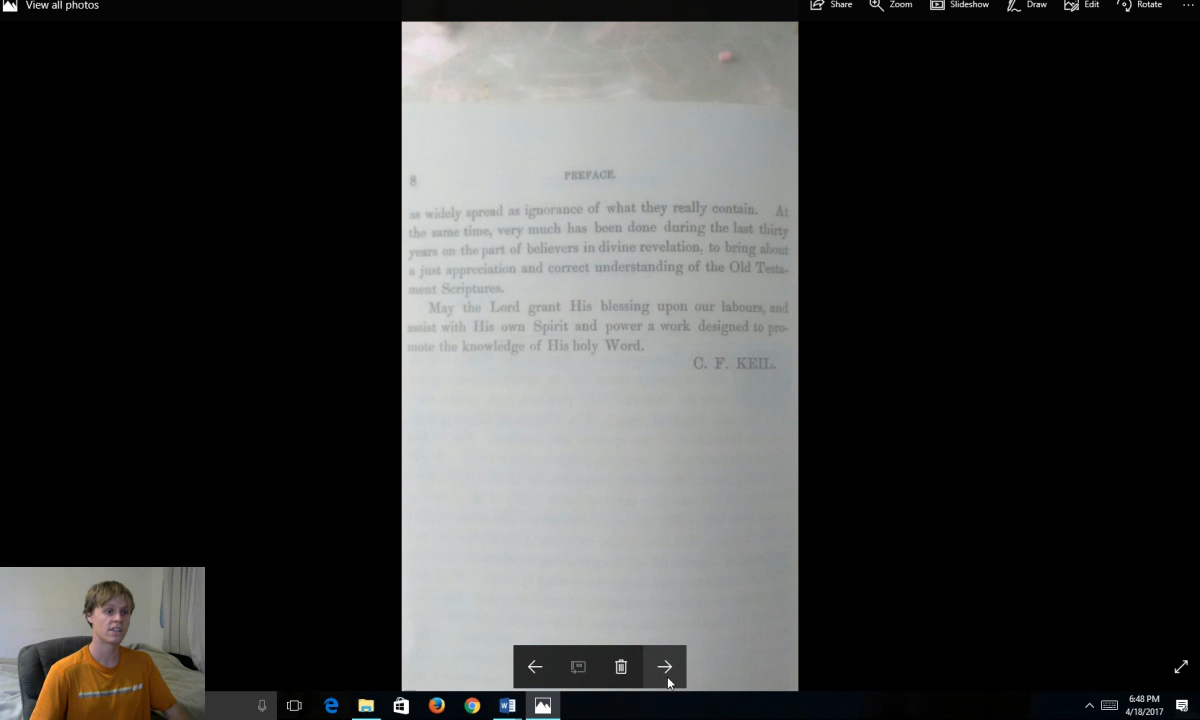 View all photos
Share Zoom Slideshow Draw Edit Rotate
8 PREFACE.
as widely spread as ignorance of what they really contain. At
the same time, very much has been done during the last thirty
years on the part of believers in divine revelation, to bring about
a just appreciation and correct understanding of the Old Testa-
ment Scriptures.
May the Lord grant His blessing upon our labours, and
assist with His own Spirit and power a work designed to pro-
mote the knowledge of His holy Word.
C. F. KEIL.
6:48 PM
4/18/2017